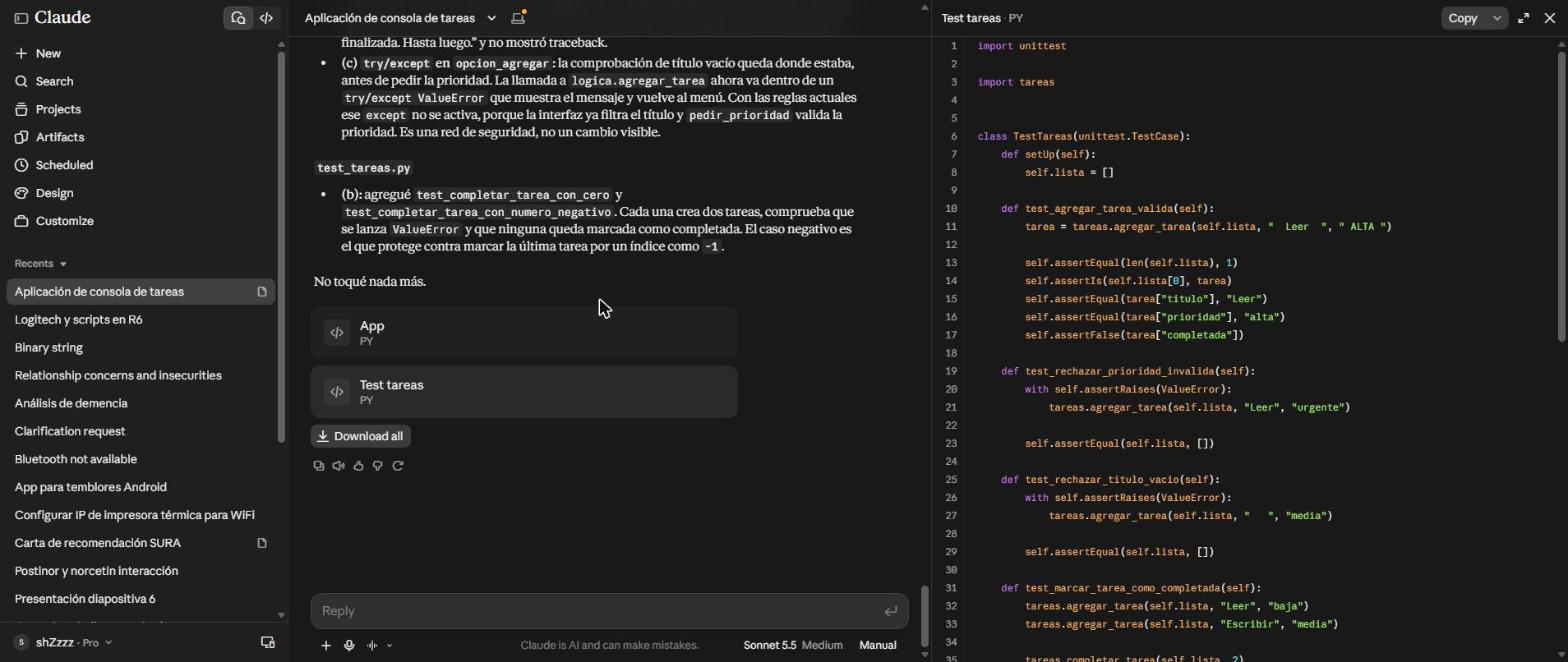 Claude
New
Search
Projects
Artifacts
Scheduled
Design
Customize
Recents
Aplicación de consola de tareas
Logitech y scripts en R6
Binary string
Relationship concerns and insecurities
Análisis de demencia
Clarification request
Bluetooth not available
App para temblores Android
Configurar IP de impresora térmica para WiFi
Carta de recomendación SURA
Postinor y norcetin interacción
Presentación diapositiva 6
S shZzzz · Pro
Aplicación de consola de tareas
finalizada. Hasta luego.” y no mostró traceback.
• (c) try/except en opcion_agregar: la comprobación de título vacío queda donde estaba,
antes de pedir la prioridad. La llamada a logica.agregar_tarea ahora va dentro de un
try/except ValueError que muestra el mensaje y vuelve al menú. Con las reglas actuales
ese except no se activa, porque la interfaz ya filtra el título y pedir_prioridad valida la
prioridad. Es una red de seguridad, no un cambio visible.
test_tareas.py
• (b): agregué test_completar_tarea_con_cero y
test_completar_tarea_con_numero_negativo. Cada una crea dos tareas, comprueba que
se lanza ValueError y que ninguna queda marcada como completada. El caso negativo es
el que protege contra marcar la última tarea por un índice como -1.
No toqué nada más.
App
PY
Test tareas
PY
Download all
Reply
Claude is AI and can make mistakes.
Sonnet 5.5 Medium
Manual
Test tareas · PY
Copy
1 import unittest
2
3 import tareas
4
5
6 class TestTareas(unittest.TestCase):
7     def setUp(self):
8         self.lista = []
9
10     def test_agregar_tarea_valida(self):
11         tarea = tareas.agregar_tarea(self.lista, "  Leer  ", " ALTA ")
12
13         self.assertEqual(len(self.lista), 1)
14         self.assertIs(self.lista[0], tarea)
15         self.assertEqual(tarea["titulo"], "Leer")
16         self.assertEqual(tarea["prioridad"], "alta")
17         self.assertFalse(tarea["completada"])
18
19     def test_rechazar_prioridad_invalida(self):
20         with self.assertRaises(ValueError):
21             tareas.agregar_tarea(self.lista, "Leer", "urgente")
22
23         self.assertEqual(self.lista, [])
24
25     def test_rechazar_titulo_vacio(self):
26         with self.assertRaises(ValueError):
27             tareas.agregar_tarea(self.lista, "   ", "media")
28
29         self.assertEqual(self.lista, [])
30
31     def test_marcar_tarea_como_completada(self):
32         tareas.agregar_tarea(self.lista, "Leer", "baja")
33         tareas.agregar_tarea(self.lista, "Escribir", "media")
34
35         tareas.completar_tarea(self.lista, 2)